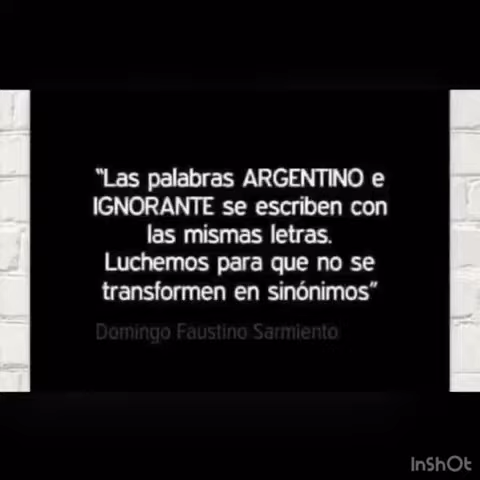 "Las palabras ARGENTINO e
IGNORANTE se escriben con
las mismas letras.
Luchemos para que no se
transformen en sinónimos"
Domingo Faustino Sarmiento
InShOt